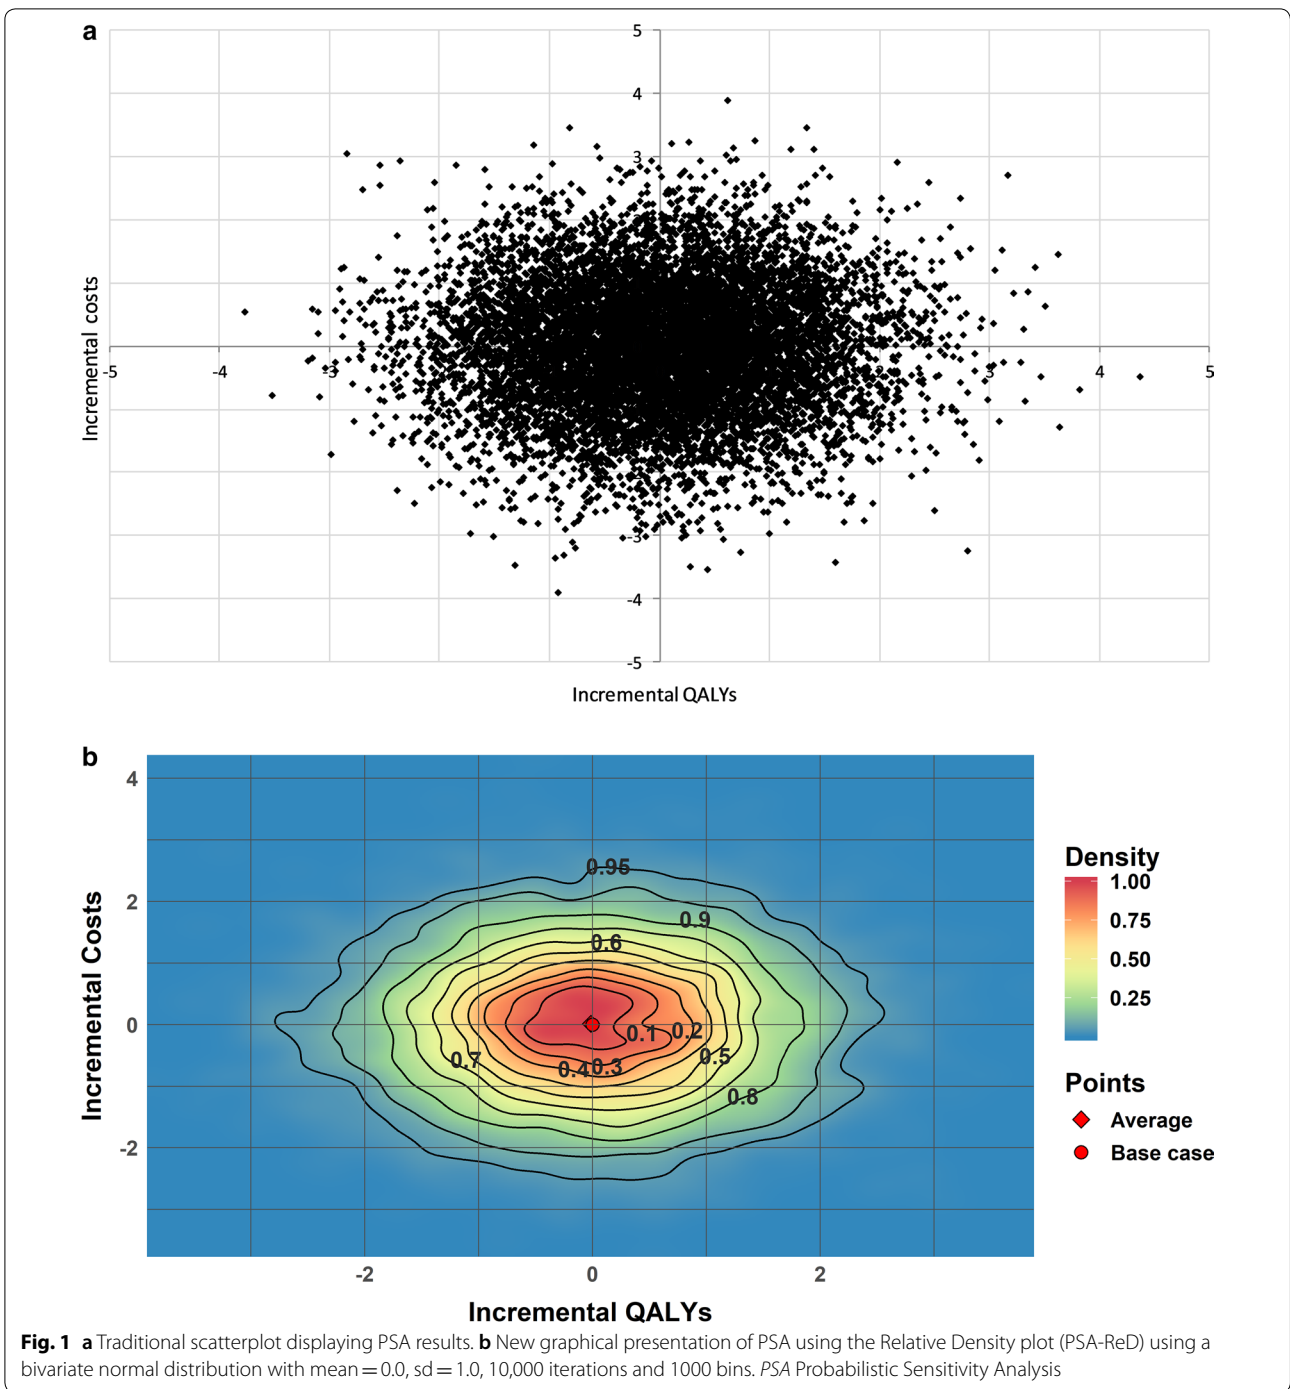 a
5
4
3
Incremental costs
-5
-4
-3
3
4
5
-3
-4
-5
Incremental QALYs
b
4
2
0
-2
Incremental Costs
0.95
0.9
0.6
0.1
0.2
0.5
0.7
0.4
0.3
0.8
-2
0
2
Incremental QALYs
Density
1.00
0.75
0.50
0.25
Points
Average
Base case
Fig. 1 a Traditional scatterplot displaying PSA results. b New graphical presentation of PSA using the Relative Density plot (PSA-ReD) using a
bivariate normal distribution with mean = 0.0, sd = 1.0, 10,000 iterations and 1000 bins. PSA Probabilistic Sensitivity Analysis